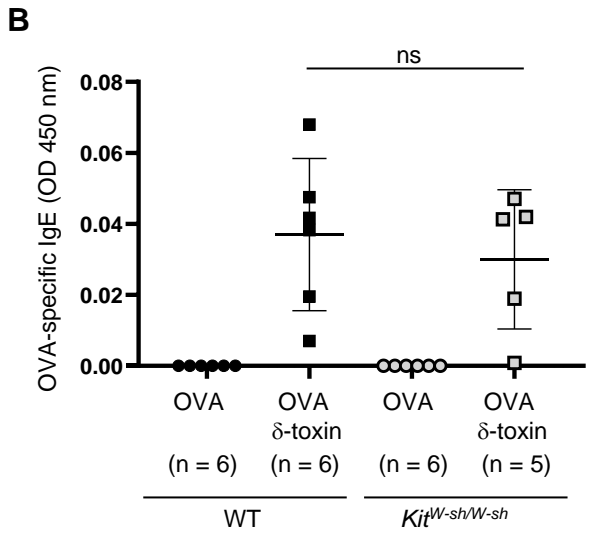 B
ns
OVA-specific IgE (OD 450 nm)
0.08
0.06
0.04
0.02
0.00
OVA OVA OVA OVA
δ-toxin δ-toxin
(n = 6) (n = 6) (n = 6) (n = 5)
WT Kit^W-sh/W-sh